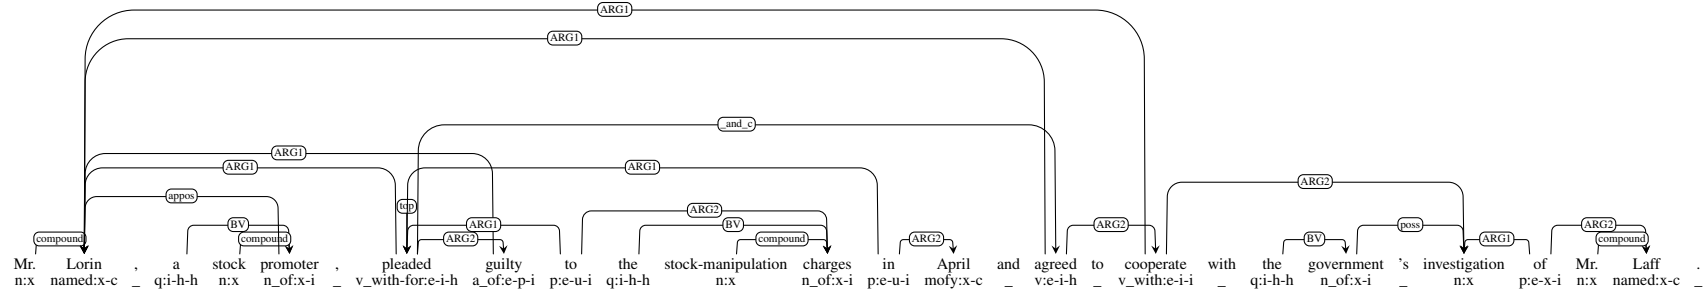 ARG1
ARG1
_and_c
ARG1
ARG1 ARG1
appos ARG2
top ARG2
BV ARG1 BV poss
compound compound ARG2 compound ARG2 ARG2 BV ARG1 ARG2 compound
Mr. Lorin , a stock promoter , pleaded guilty to the stock-manipulation charges in April and agreed to cooperate with the government 's investigation of Mr. Laff .
n:x named:x-c _ q:i-h-h n:x n_of:x-i _ v_with-for:e-i-h a_of:e-p-i p:e-u-i q:i-h-h n:x n_of:x-i p:e-u-i mofy:x-c _ v:e-i-h _ v_with:e-i-i _ q:i-h-h n_of:x-i _ n:x p:e-x-i n:x named:x-c _